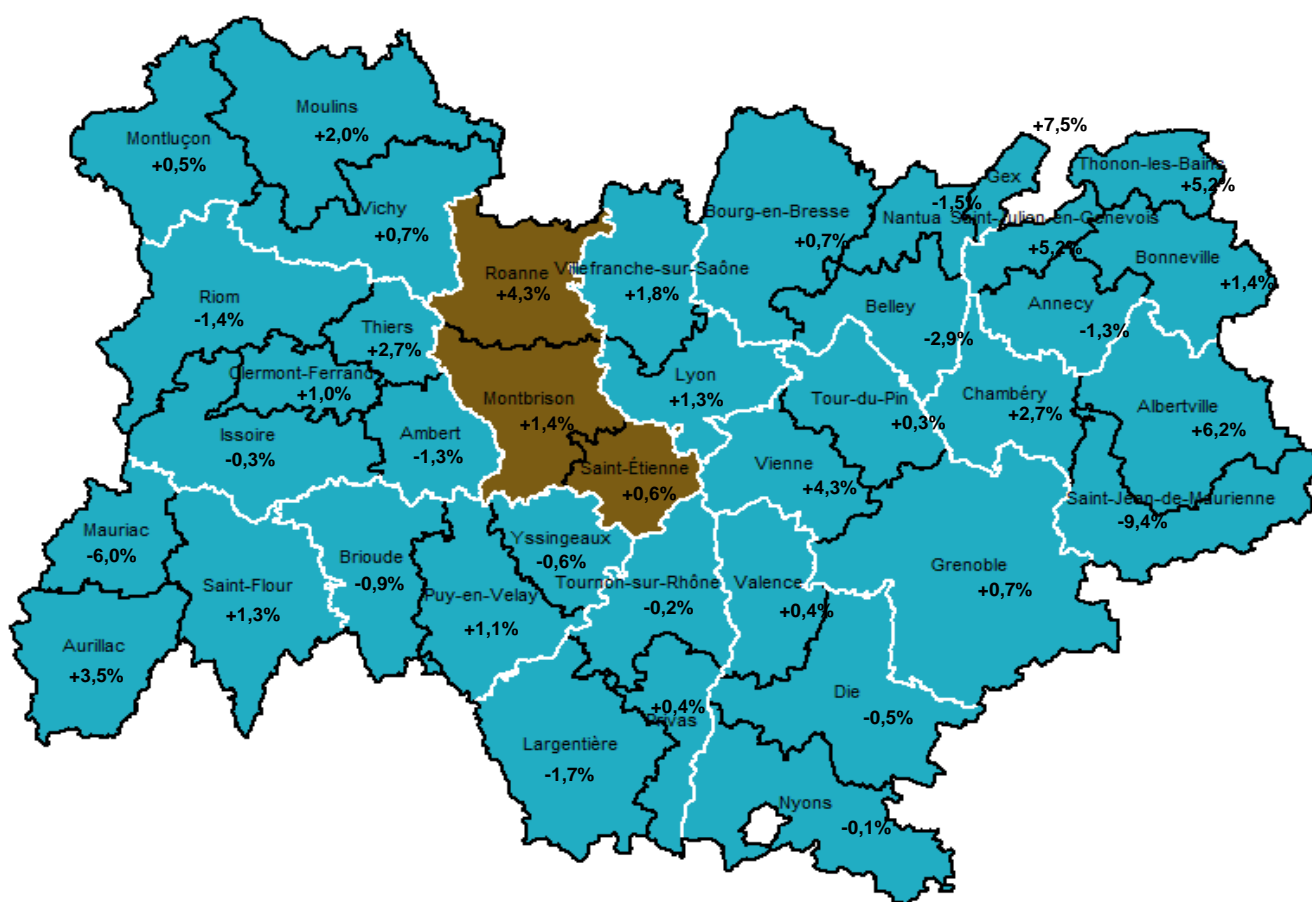 Moulins
+2,0%
Montluçon
+0,5%
Vichy
+0,7%
Roanne
+4,3%
Villefranche-sur-Saône
+1,8%
Bourg-en-Bresse
+0,7%
Nantua
-1,5%
Gex
+7,5%
Thonon-les-Bains
+5,2%
Saint-Julien-en-Genevois
+5,2%
Bonneville
+1,4%
Annecy
-1,3%
Belley
-2,9%
Riom
-1,4%
Thiers
+2,7%
Clermont-Ferrand
+1,0%
Issoire
-0,3%
Ambert
-1,3%
Montbrison
+1,4%
Saint-Étienne
+0,6%
Lyon
+1,3%
Tour-du-Pin
+0,3%
Chambéry
+2,7%
Albertville
+6,2%
Vienne
+4,3%
Saint-Jean-de-Maurienne
-9,4%
Mauriac
-6,0%
Saint-Flour
+1,3%
Brioude
-0,9%
Yssingeaux
-0,6%
Puy-en-Velay
+1,1%
Tournon-sur-Rhône
-0,2%
Valence
+0,4%
Grenoble
+0,7%
Aurillac
+3,5%
Die
-0,5%
+0,4%
Privas
Largentière
-1,7%
Nyons
-0,1%